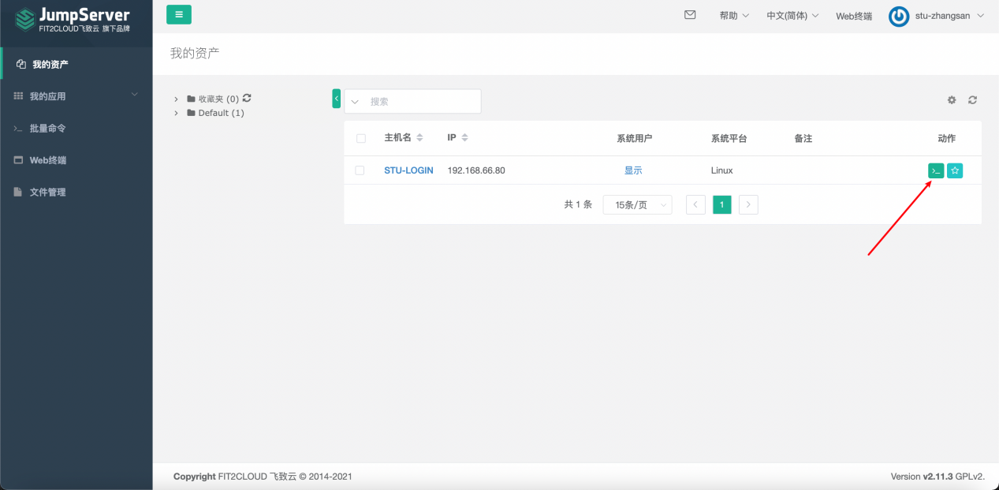 JumpServer
FIT2CLOUD飞致云 旗下品牌
帮助
中文(简体)
Web终端
stu-zhangsan
我的资产
我的应用
批量命令
Web终端
文件管理
我的资产
收藏夹 (0)
Default (1)
搜索
主机名 IP 系统用户 系统平台 备注 动作
STU-LOGIN 192.168.66.80 显示 Linux
共 1 条 15条/页 1
Copyright FIT2CLOUD 飞致云 © 2014-2021
Version v2.11.3 GPLv2.